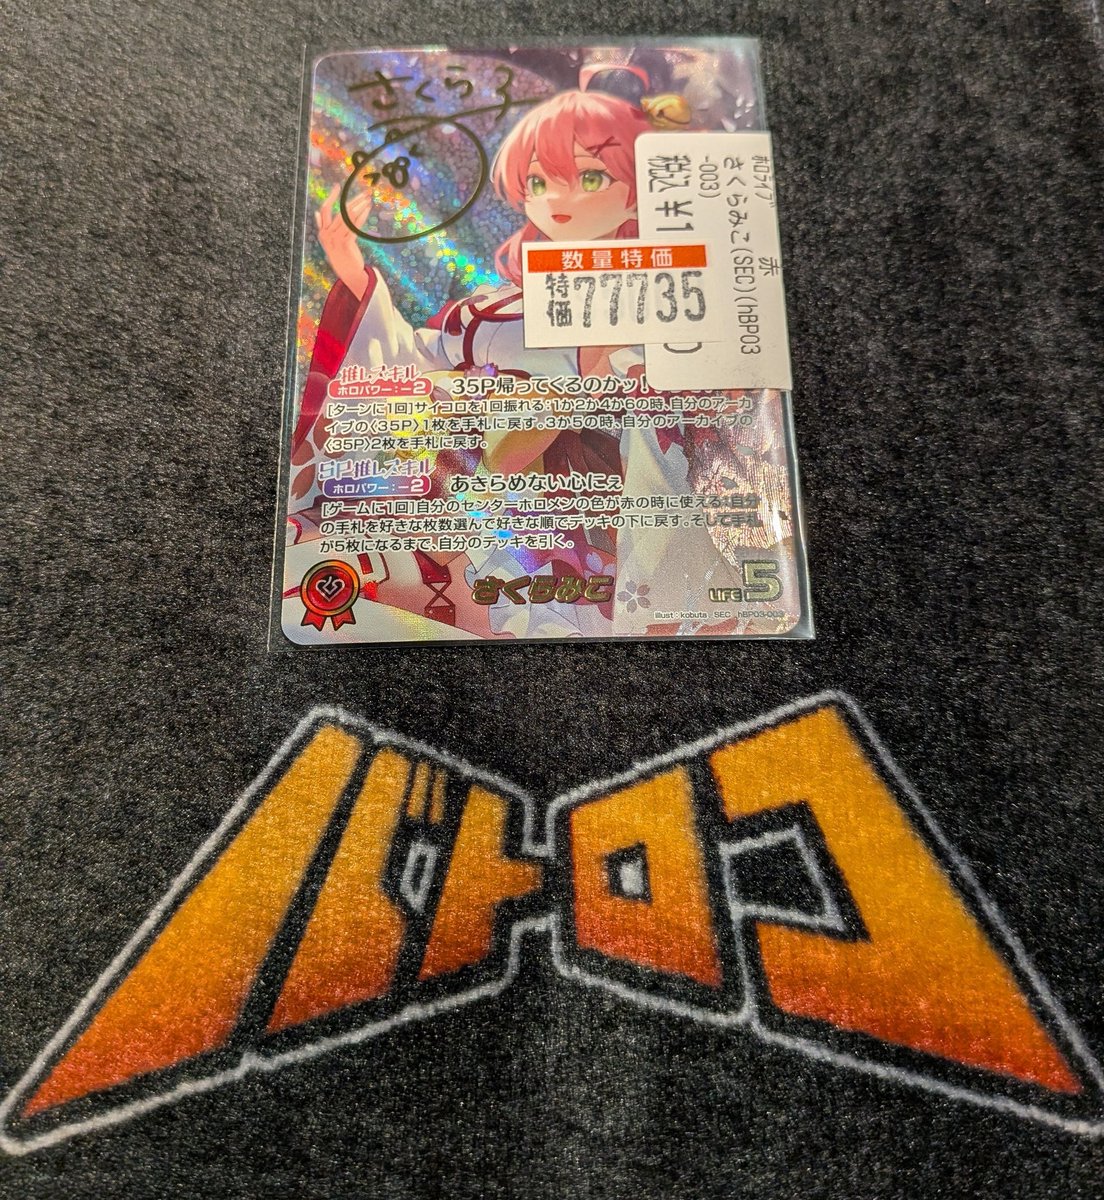 さくらみこ
ホロライブ 赤
さくらみこ(SEC)(hBP03
-003)
税込 ¥1
数量特価
特価 77735
推しスキル
ホロパワー:-2
35P帰ってくるのかッ!
[ターンに1回]サイコロを1回振れる:1か2か4か6の時、自分のアーカ
イブの〈35P〉1枚を手札に戻す。3か5の時、自分のアーカイブの
〈35P〉2枚を手札に戻す。
SP推しスキル
ホロパワー:-2
あきらめない心にぇ
[ゲームに1回]自分のセンターホロメンの色が赤の時に使える:自分
の手札を好きな枚数選んで好きな順でデッキの下に戻す。そして手札
が5枚になるまで、自分のデッキを引く。
さくらみこ
LIFE 5
illust:kobuta SEC hBP03-003
バトロコ